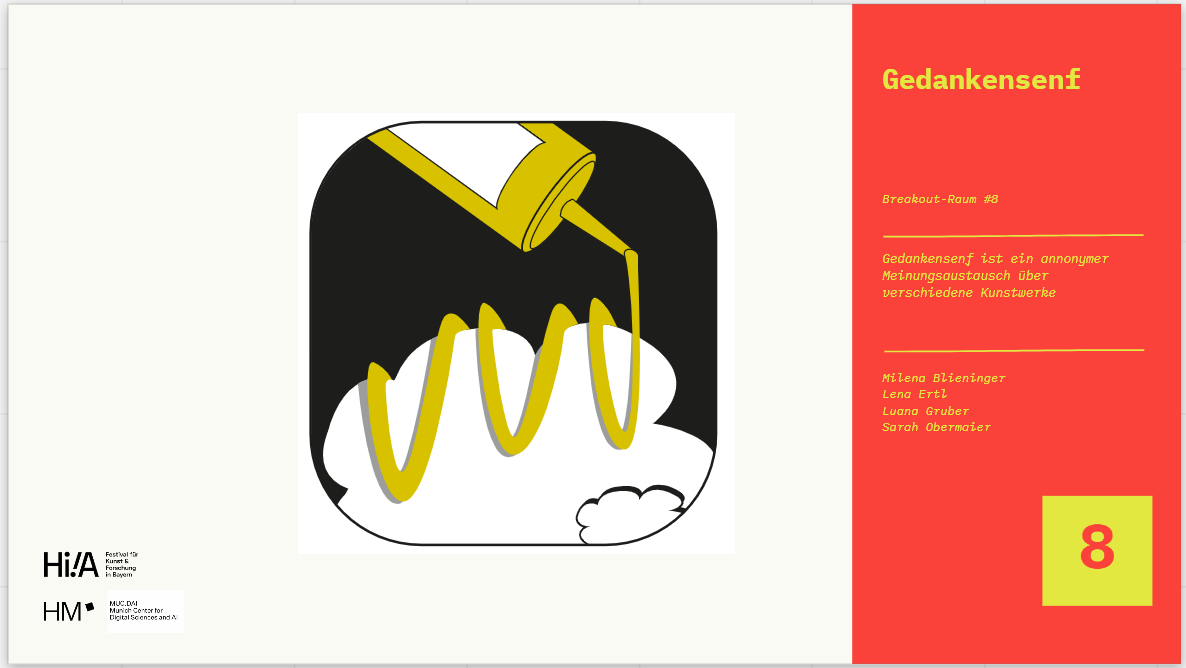 Gedankensenf
Breakout-Raum #8
Gedankensenf ist ein annonymer
Meinungsaustausch über
verschiedene Kunstwerke
Milena Blieninger
Lena Ertl
Luana Gruber
Sarah Obermaier
8
Hi!A
Festival für
Kunst &
Forschung
in Bayern
HM
MUC.DAI
Munich Center for
Digital Sciences and AI